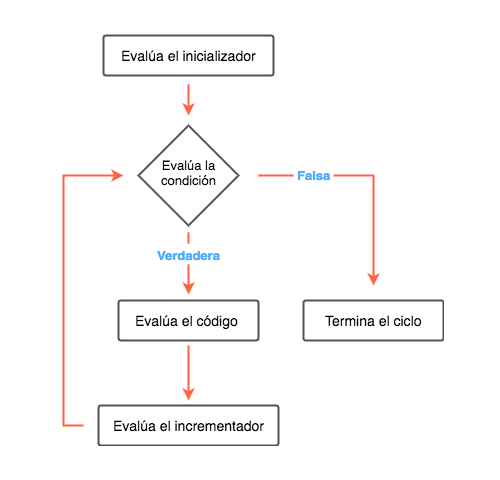 Evalúa el inicializador
Evalúa la
condición
Falsa
Verdadera
Evalúa el código
Termina el ciclo
Evalúa el incrementador